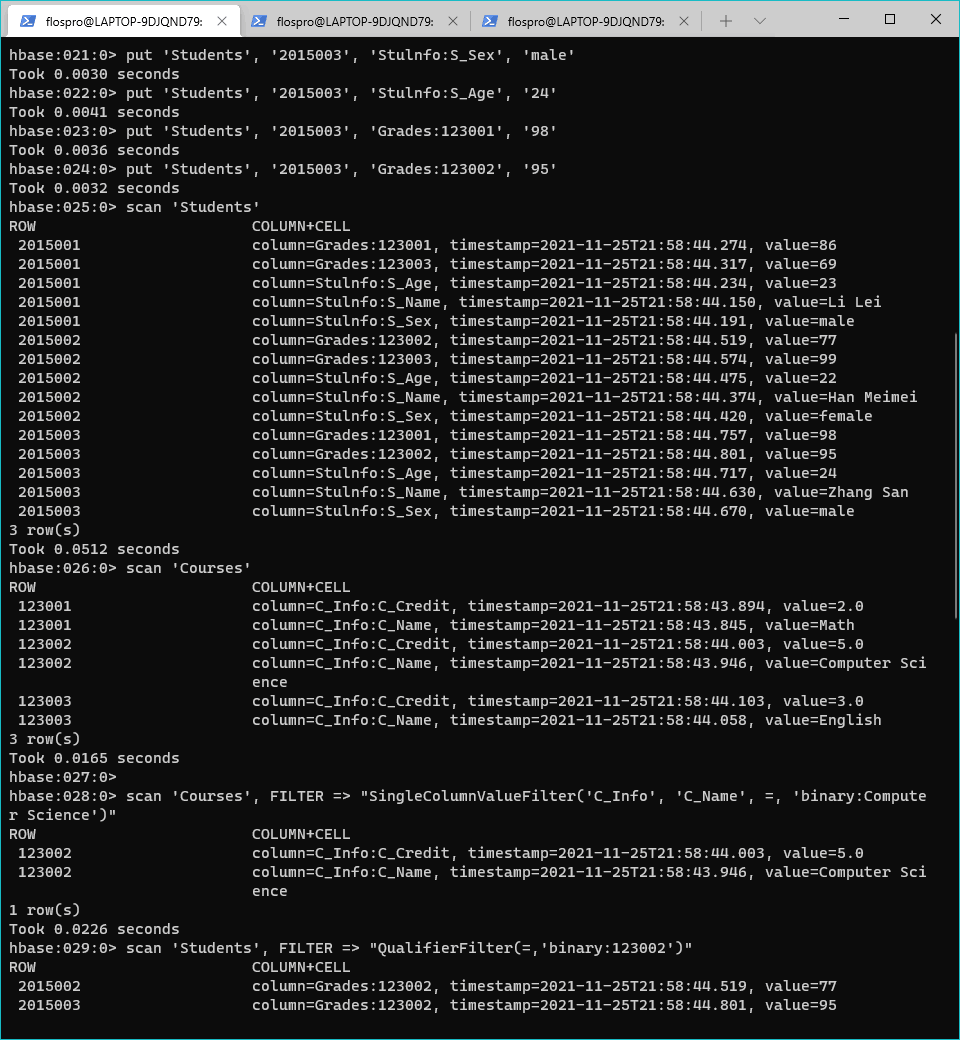 flospro@LAPTOP-9DJQND79:
flospro@LAPTOP-9DJQND79:
flospro@LAPTOP-9DJQND79:
hbase:021:0> put 'Students', '2015003', 'Stulnfo:S_Sex', 'male'
Took 0.0030 seconds
hbase:022:0> put 'Students', '2015003', 'Stulnfo:S_Age', '24'
Took 0.0041 seconds
hbase:023:0> put 'Students', '2015003', 'Grades:123001', '98'
Took 0.0036 seconds
hbase:024:0> put 'Students', '2015003', 'Grades:123002', '95'
Took 0.0032 seconds
hbase:025:0> scan 'Students'
ROW COLUMN+CELL
2015001 column=Grades:123001, timestamp=2021-11-25T21:58:44.274, value=86
2015001 column=Grades:123003, timestamp=2021-11-25T21:58:44.317, value=69
2015001 column=Stulnfo:S_Age, timestamp=2021-11-25T21:58:44.234, value=23
2015001 column=Stulnfo:S_Name, timestamp=2021-11-25T21:58:44.150, value=Li Lei
2015001 column=Stulnfo:S_Sex, timestamp=2021-11-25T21:58:44.191, value=male
2015002 column=Grades:123002, timestamp=2021-11-25T21:58:44.519, value=77
2015002 column=Grades:123003, timestamp=2021-11-25T21:58:44.574, value=99
2015002 column=Stulnfo:S_Age, timestamp=2021-11-25T21:58:44.475, value=22
2015002 column=Stulnfo:S_Name, timestamp=2021-11-25T21:58:44.374, value=Han Meimei
2015002 column=Stulnfo:S_Sex, timestamp=2021-11-25T21:58:44.420, value=female
2015003 column=Grades:123001, timestamp=2021-11-25T21:58:44.757, value=98
2015003 column=Grades:123002, timestamp=2021-11-25T21:58:44.801, value=95
2015003 column=Stulnfo:S_Age, timestamp=2021-11-25T21:58:44.717, value=24
2015003 column=Stulnfo:S_Name, timestamp=2021-11-25T21:58:44.630, value=Zhang San
2015003 column=Stulnfo:S_Sex, timestamp=2021-11-25T21:58:44.670, value=male
3 row(s)
Took 0.0512 seconds
hbase:026:0> scan 'Courses'
ROW COLUMN+CELL
123001 column=C_Info:C_Credit, timestamp=2021-11-25T21:58:43.894, value=2.0
123001 column=C_Info:C_Name, timestamp=2021-11-25T21:58:43.845, value=Math
123002 column=C_Info:C_Credit, timestamp=2021-11-25T21:58:44.003, value=5.0
123002 column=C_Info:C_Name, timestamp=2021-11-25T21:58:43.946, value=Computer Sci
ence
123003 column=C_Info:C_Credit, timestamp=2021-11-25T21:58:44.103, value=3.0
123003 column=C_Info:C_Name, timestamp=2021-11-25T21:58:44.058, value=English
3 row(s)
Took 0.0165 seconds
hbase:027:0>
hbase:028:0> scan 'Courses', FILTER => "SingleColumnValueFilter('C_Info', 'C_Name', =, 'binary:Compute
r Science')"
ROW COLUMN+CELL
123002 column=C_Info:C_Credit, timestamp=2021-11-25T21:58:44.003, value=5.0
123002 column=C_Info:C_Name, timestamp=2021-11-25T21:58:43.946, value=Computer Sci
ence
1 row(s)
Took 0.0226 seconds
hbase:029:0> scan 'Students', FILTER => "QualifierFilter(=,'binary:123002')"
ROW COLUMN+CELL
2015002 column=Grades:123002, timestamp=2021-11-25T21:58:44.519, value=77
2015003 column=Grades:123002, timestamp=2021-11-25T21:58:44.801, value=95